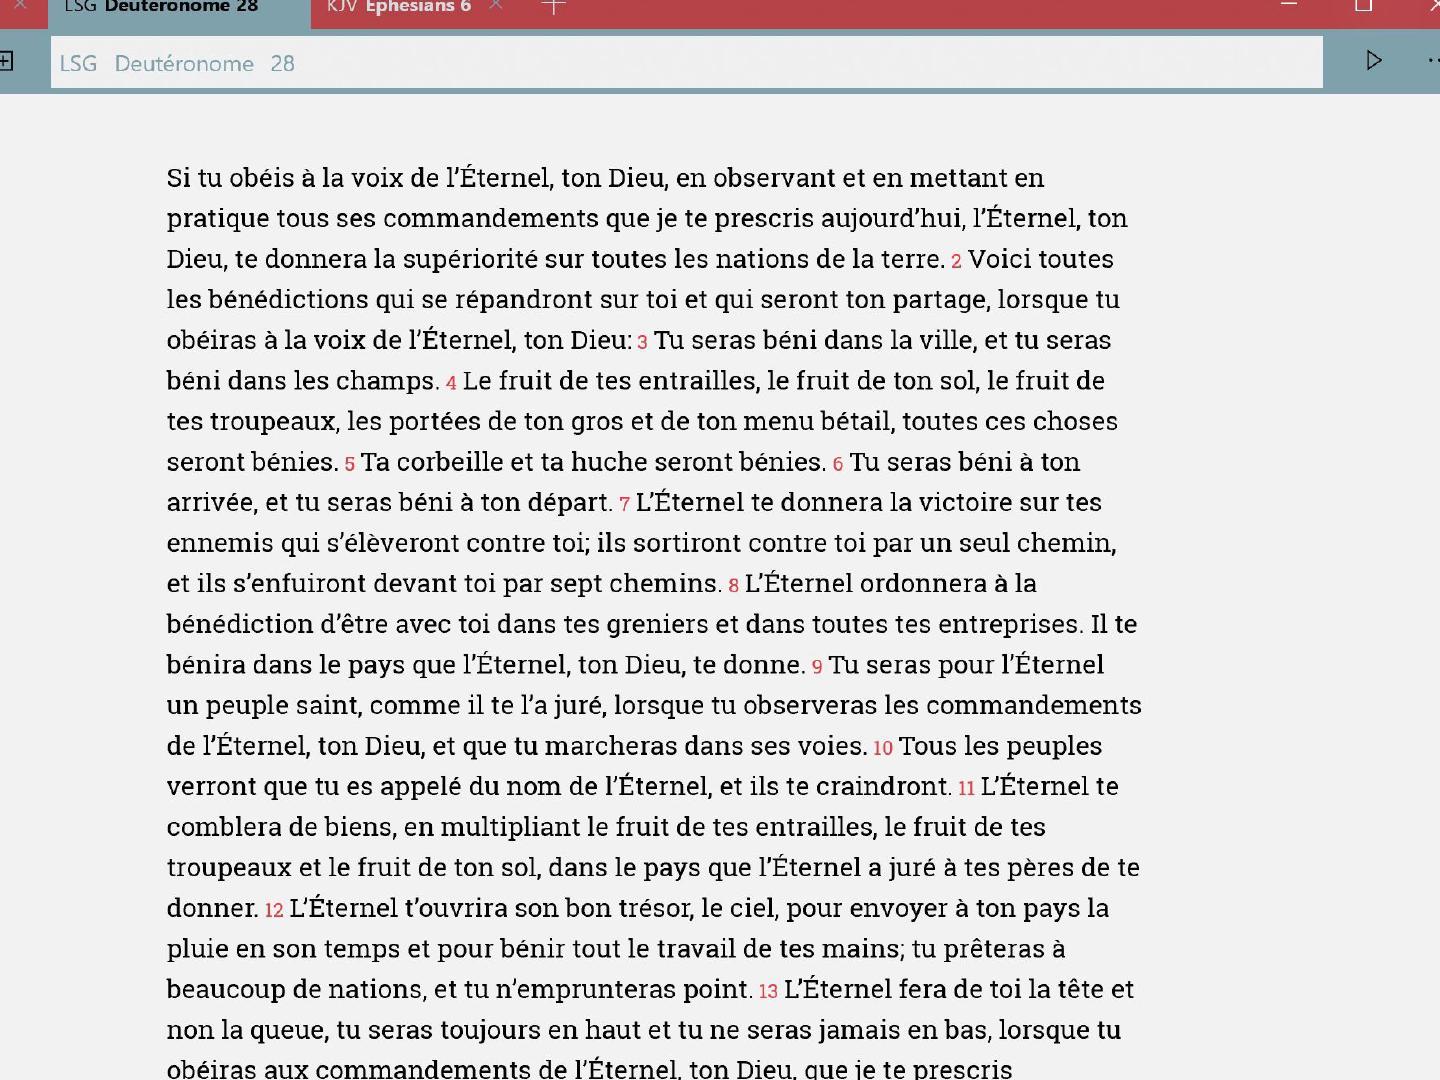 LSG Deutéronome 28 KJV Ephesians 6
LSG Deutéronome 28
Si tu obéis à la voix de l’Éternel, ton Dieu, en observant et en mettant en
pratique tous ses commandements que je te prescris aujourd’hui, l’Éternel, ton
Dieu, te donnera la supériorité sur toutes les nations de la terre. 2 Voici toutes
les bénédictions qui se répandront sur toi et qui seront ton partage, lorsque tu
obéiras à la voix de l’Éternel, ton Dieu: 3 Tu seras béni dans la ville, et tu seras
béni dans les champs. 4 Le fruit de tes entrailles, le fruit de ton sol, le fruit de
tes troupeaux, les portées de ton gros et de ton menu bétail, toutes ces choses
seront bénies. 5 Ta corbeille et ta huche seront bénies. 6 Tu seras béni à ton
arrivée, et tu seras béni à ton départ. 7 L’Éternel te donnera la victoire sur tes
ennemis qui s’élèveront contre toi; ils sortiront contre toi par un seul chemin,
et ils s’enfuiront devant toi par sept chemins. 8 L’Éternel ordonnera à la
bénédiction d’être avec toi dans tes greniers et dans toutes tes entreprises. Il te
bénira dans le pays que l’Éternel, ton Dieu, te donne. 9 Tu seras pour l’Éternel
un peuple saint, comme il te l’a juré, lorsque tu observeras les commandements
de l’Éternel, ton Dieu, et que tu marcheras dans ses voies. 10 Tous les peuples
verront que tu es appelé du nom de l’Éternel, et ils te craindront. 11 L’Éternel te
comblera de biens, en multipliant le fruit de tes entrailles, le fruit de tes
troupeaux et le fruit de ton sol, dans le pays que l’Éternel a juré à tes pères de te
donner. 12 L’Éternel t’ouvrira son bon trésor, le ciel, pour envoyer à ton pays la
pluie en son temps et pour bénir tout le travail de tes mains; tu prêteras à
beaucoup de nations, et tu n’emprunteras point. 13 L’Éternel fera de toi la tête et
non la queue, tu seras toujours en haut et tu ne seras jamais en bas, lorsque tu
obéiras aux commandements de l’Éternel, ton Dieu, que je te prescris